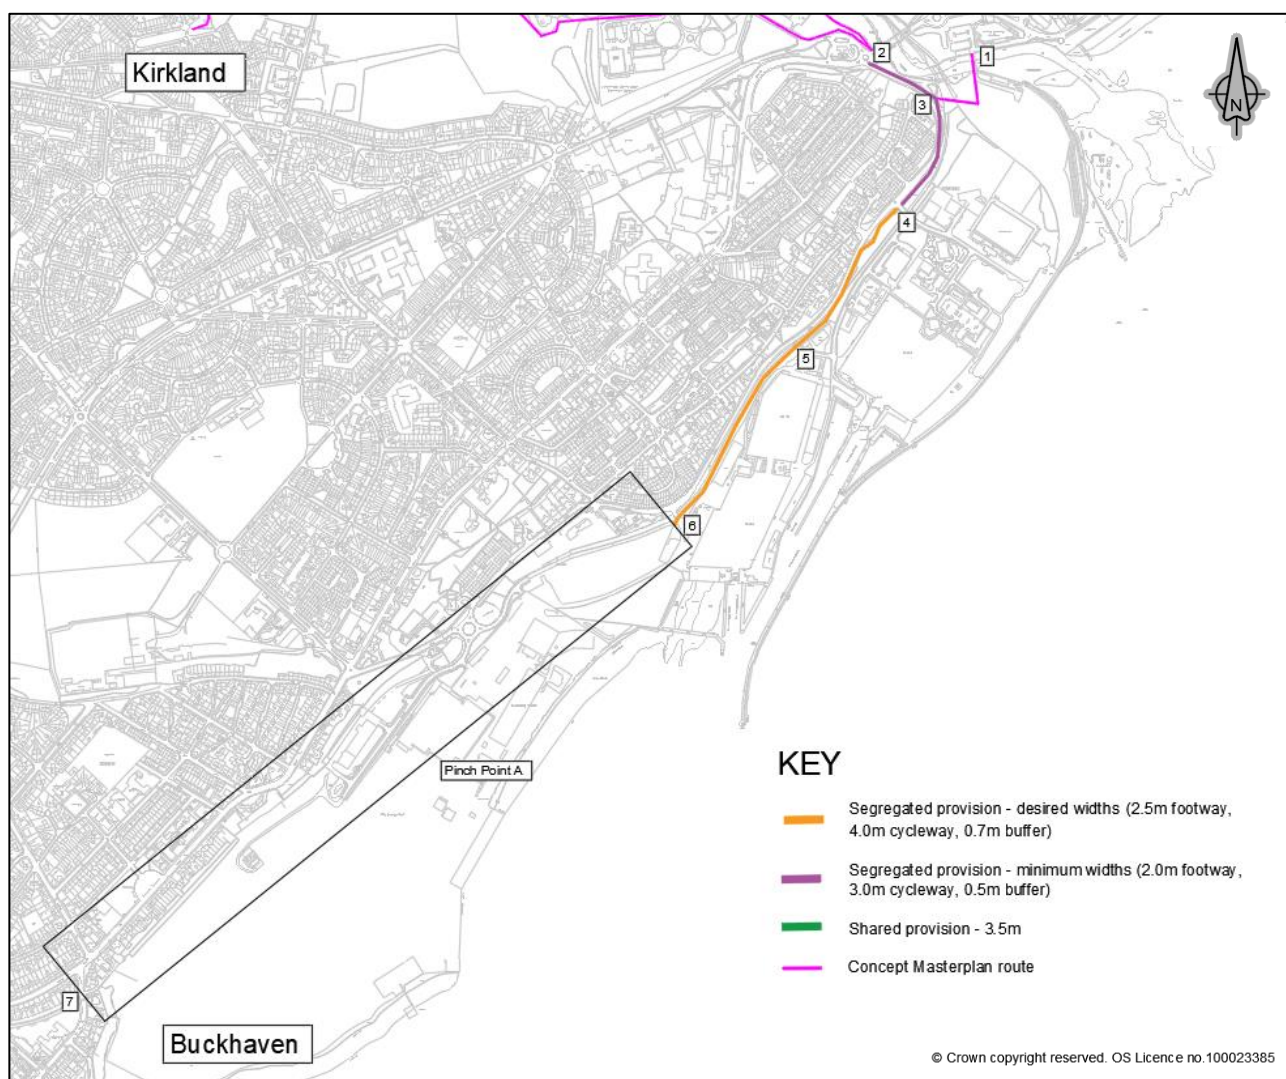 Kirkland
2
1
N
3
4
5
6
Pinch Point A
KEY
Segregated provision - desired widths (2.5m footway,
4.0m cycleway, 0.7m buffer)
Segregated provision - minimum widths (2.0m footway,
3.0m cycleway, 0.5m buffer)
Shared provision - 3.5m
Concept Masterplan route
7
Buckhaven
© Crown copyright reserved. OS Licence no.100023385